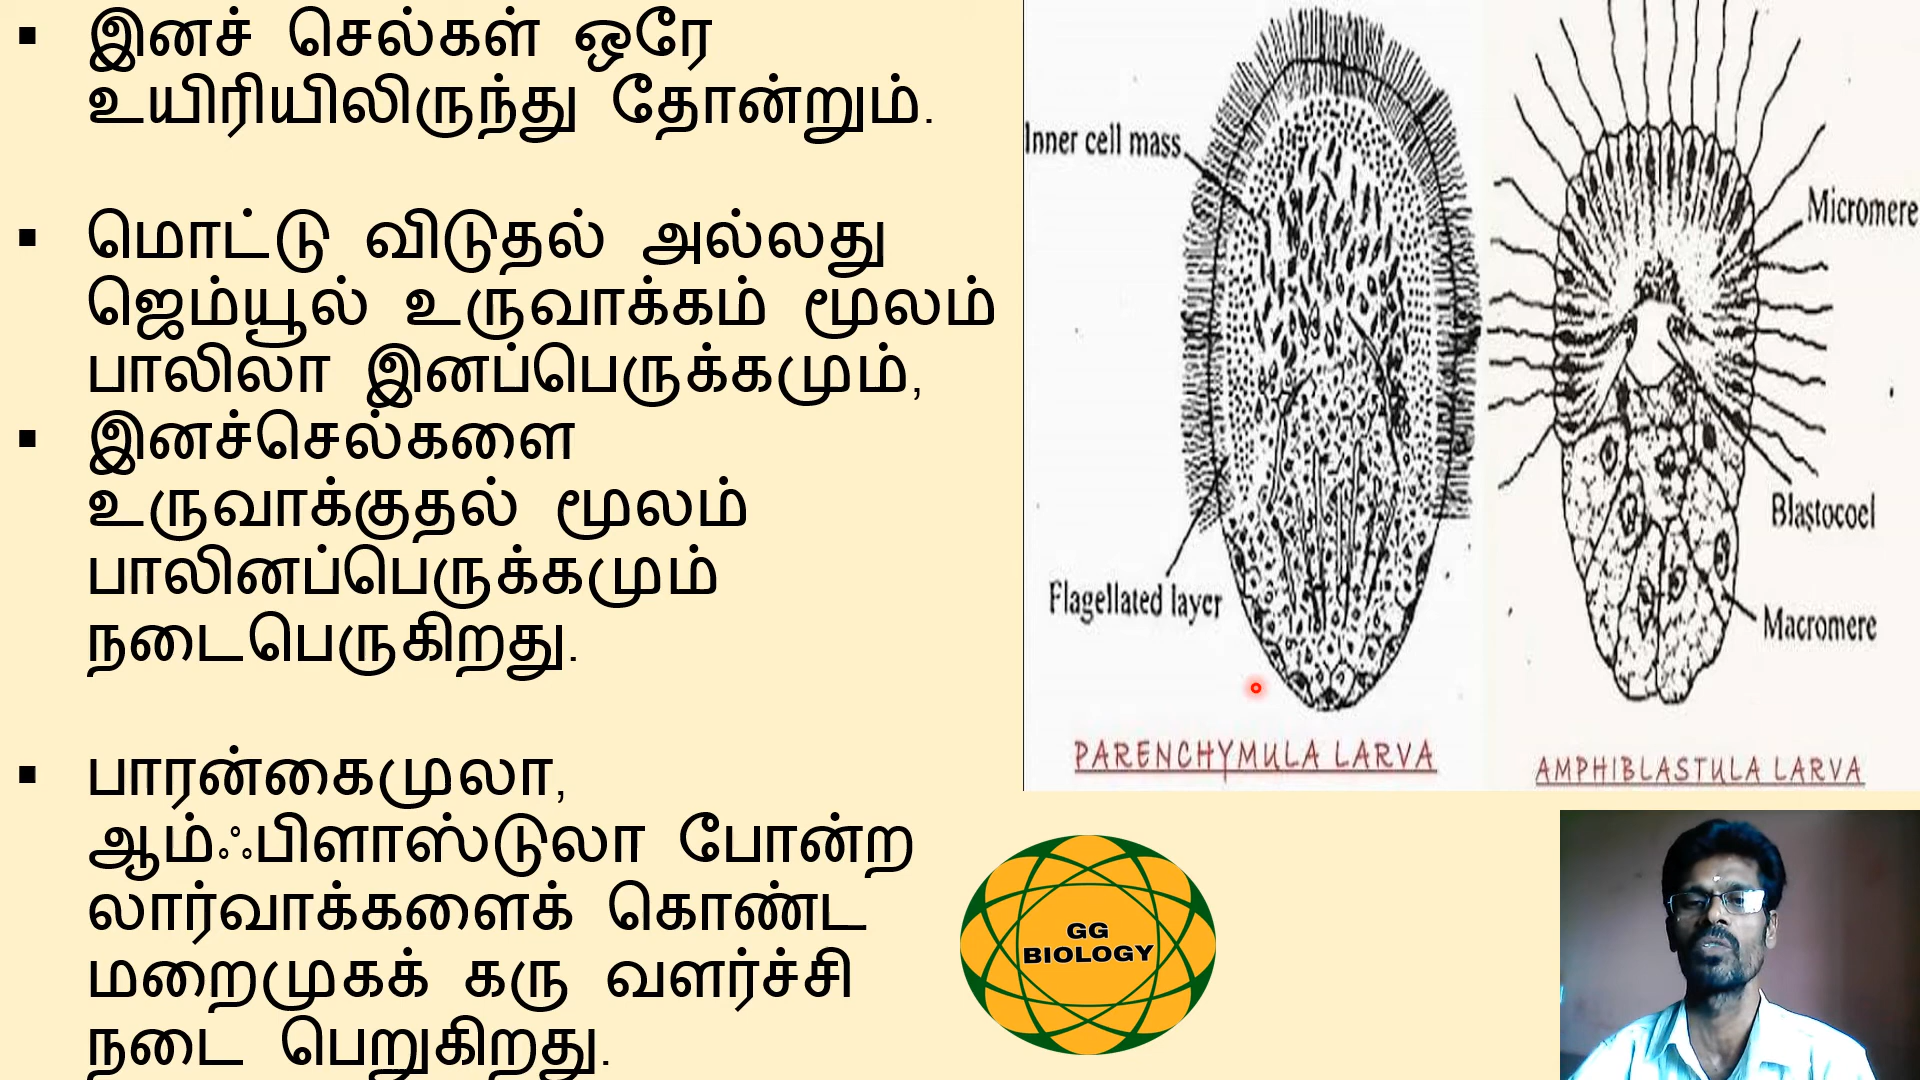 ▪ இனச் செல்கள் ஒரே
உயிரியிலிருந்து தோன்றும்.
▪ மொட்டு விடுதல் அல்லது
ஜெம்யூல் உருவாக்கம் மூலம்
பாலிலா இனப்பெருக்கமும்,
▪ இனச்செல்களை
உருவாக்குதல் மூலம்
பாலினப்பெருக்கமும்
நடைபெருகிறது.
▪ பாரன்கைமுலா,
ஆம்ஃபிளாஸ்டுலா போன்ற
லார்வாக்களைக் கொண்ட
மறைமுகக் கரு வளர்ச்சி
நடை பெறுகிறது.
Inner cell mass
Flagellated layer
PARENCHYMULA LARVA
Micromere
Blastocoel
Macromere
AMPHIBLASTULA LARVA
GG
BIOLOGY